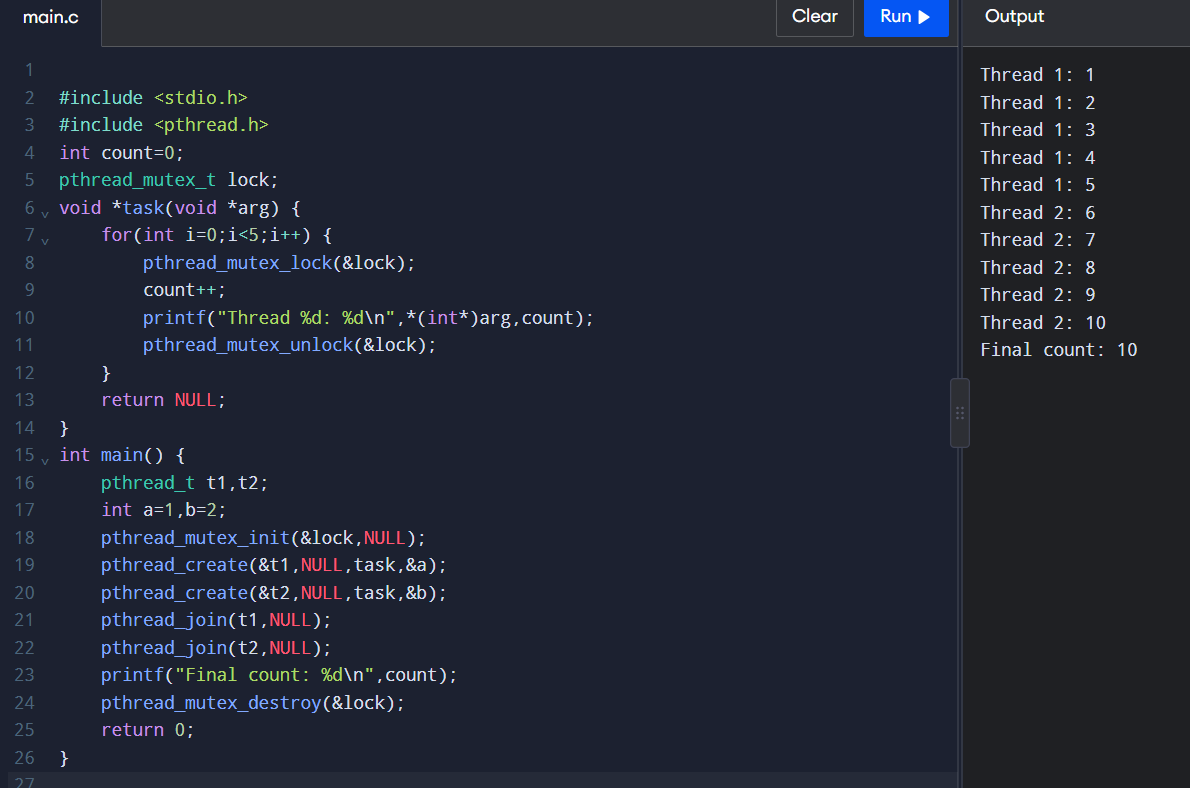 main.c
Clear
Run
Output
1
2 #include <stdio.h>
3 #include <pthread.h>
4 int count=0;
5 pthread_mutex_t lock;
6 void *task(void *arg) {
7     for(int i=0;i<5;i++) {
8         pthread_mutex_lock(&lock);
9         count++;
10         printf("Thread %d: %d\n",*(int*)arg,count);
11         pthread_mutex_unlock(&lock);
12     }
13     return NULL;
14 }
15 int main() {
16     pthread_t t1,t2;
17     int a=1,b=2;
18     pthread_mutex_init(&lock,NULL);
19     pthread_create(&t1,NULL,task,&a);
20     pthread_create(&t2,NULL,task,&b);
21     pthread_join(t1,NULL);
22     pthread_join(t2,NULL);
23     printf("Final count: %d\n",count);
24     pthread_mutex_destroy(&lock);
25     return 0;
26 }
27
Thread 1: 1
Thread 1: 2
Thread 1: 3
Thread 1: 4
Thread 1: 5
Thread 2: 6
Thread 2: 7
Thread 2: 8
Thread 2: 9
Thread 2: 10
Final count: 10